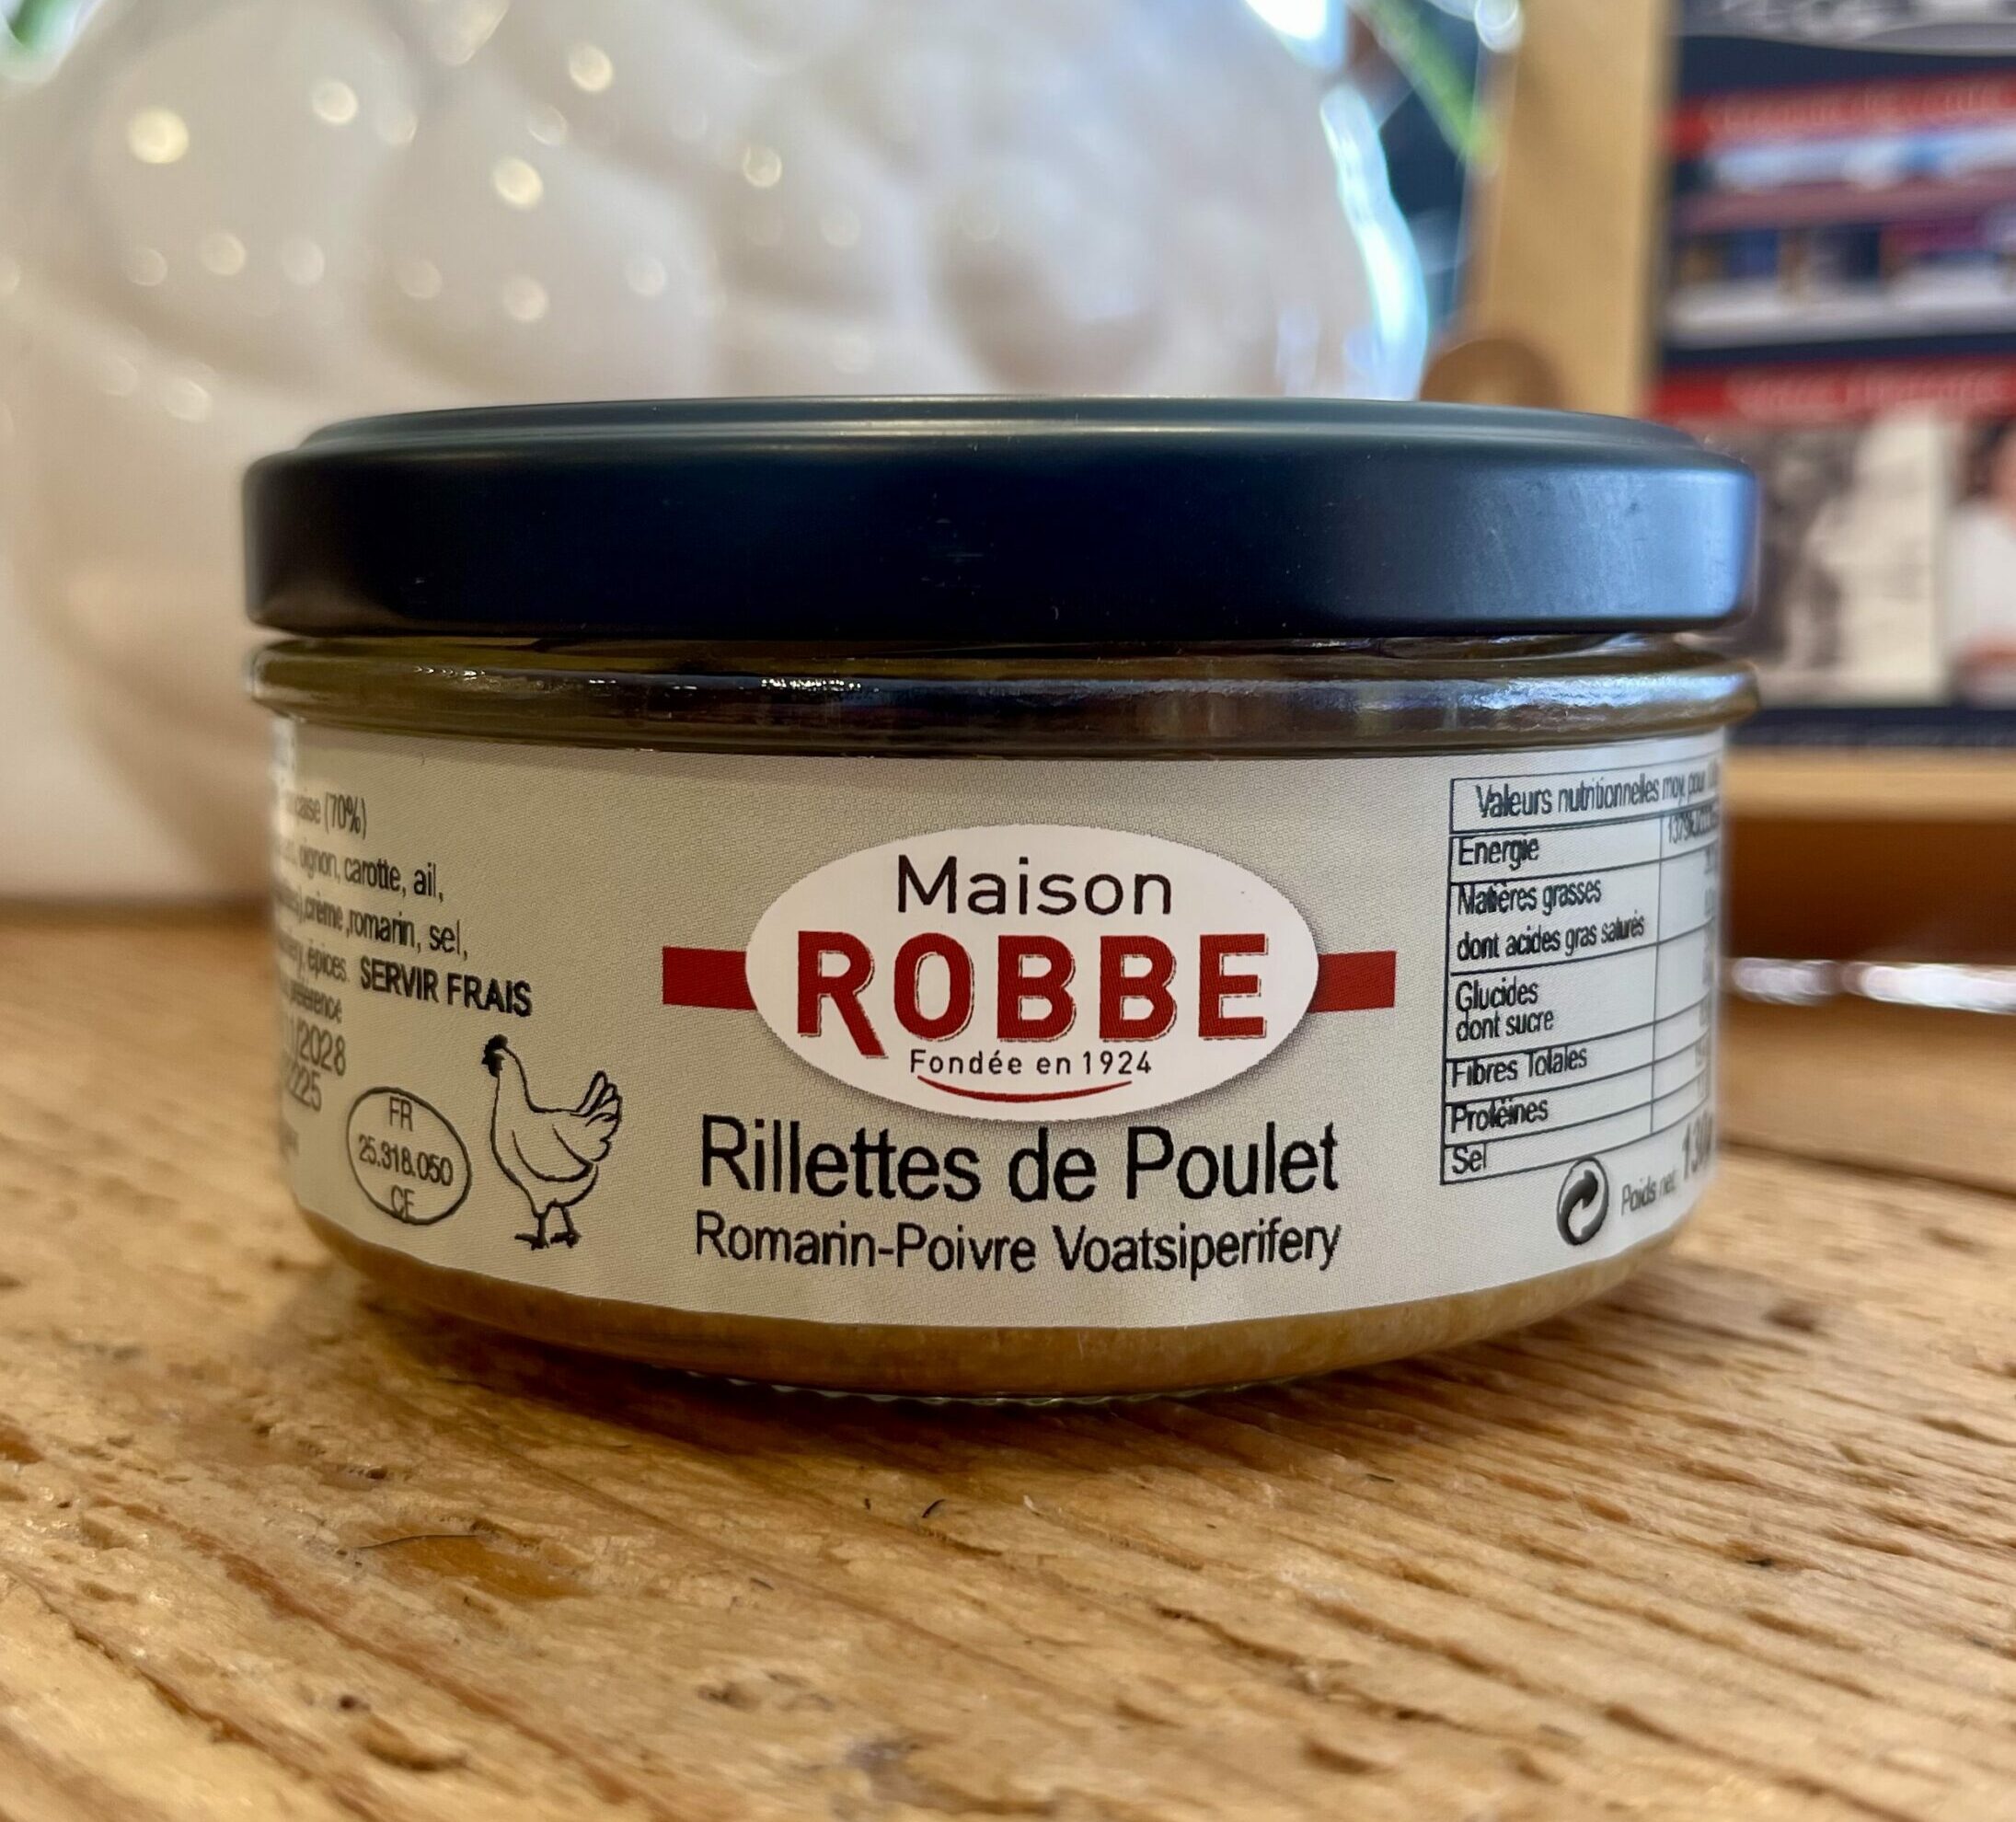 (70%)
oignon, carotte, ail,
crème,romarin, sel,
épices. SERVIR FRAIS
préférence
/2028
225
FR
25.318.050
CE
Maison
ROBBE
Fondée en 1924
Rillettes de Poulet
Romarin-Poivre Voatsiperifery
Valeurs nutritionnelles moy. pour
Energie
Matières grasses
dont acides gras saturés
Glucides
dont sucre
Fibres Totales
Protéines
Sel
Poids net